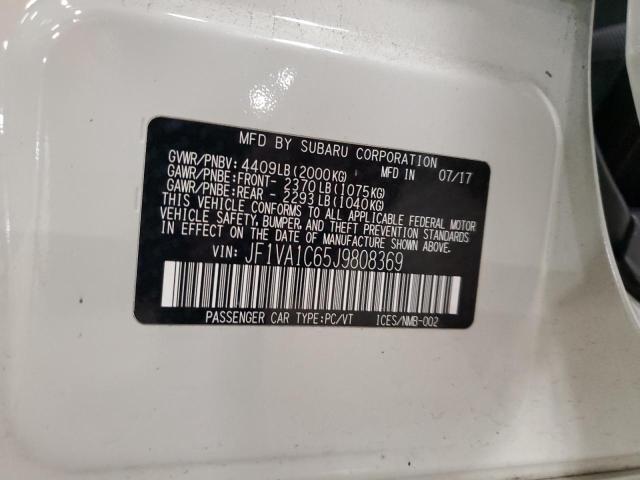 MFD BY SUBARU CORPORATION
GVWR/PNBV: 4409LB(2000KG) MFD IN 07/17
GAWR/PNBE:FRONT- 2370LB(1075KG)
GAWR/PNBE:REAR - 2293LB(1040KG)
THIS VEHICLE CONFORMS TO ALL APPLICABLE FEDERAL MOTOR
VEHICLE SAFETY, BUMPER, AND THEFT PREVENTION STANDARDS
IN EFFECT ON THE DATE OF MANUFACTURE SHOWN ABOVE.
VIN: JF1VA1C65J9808369
PASSENGER CAR TYPE:PC/VT ICES/NMB-002